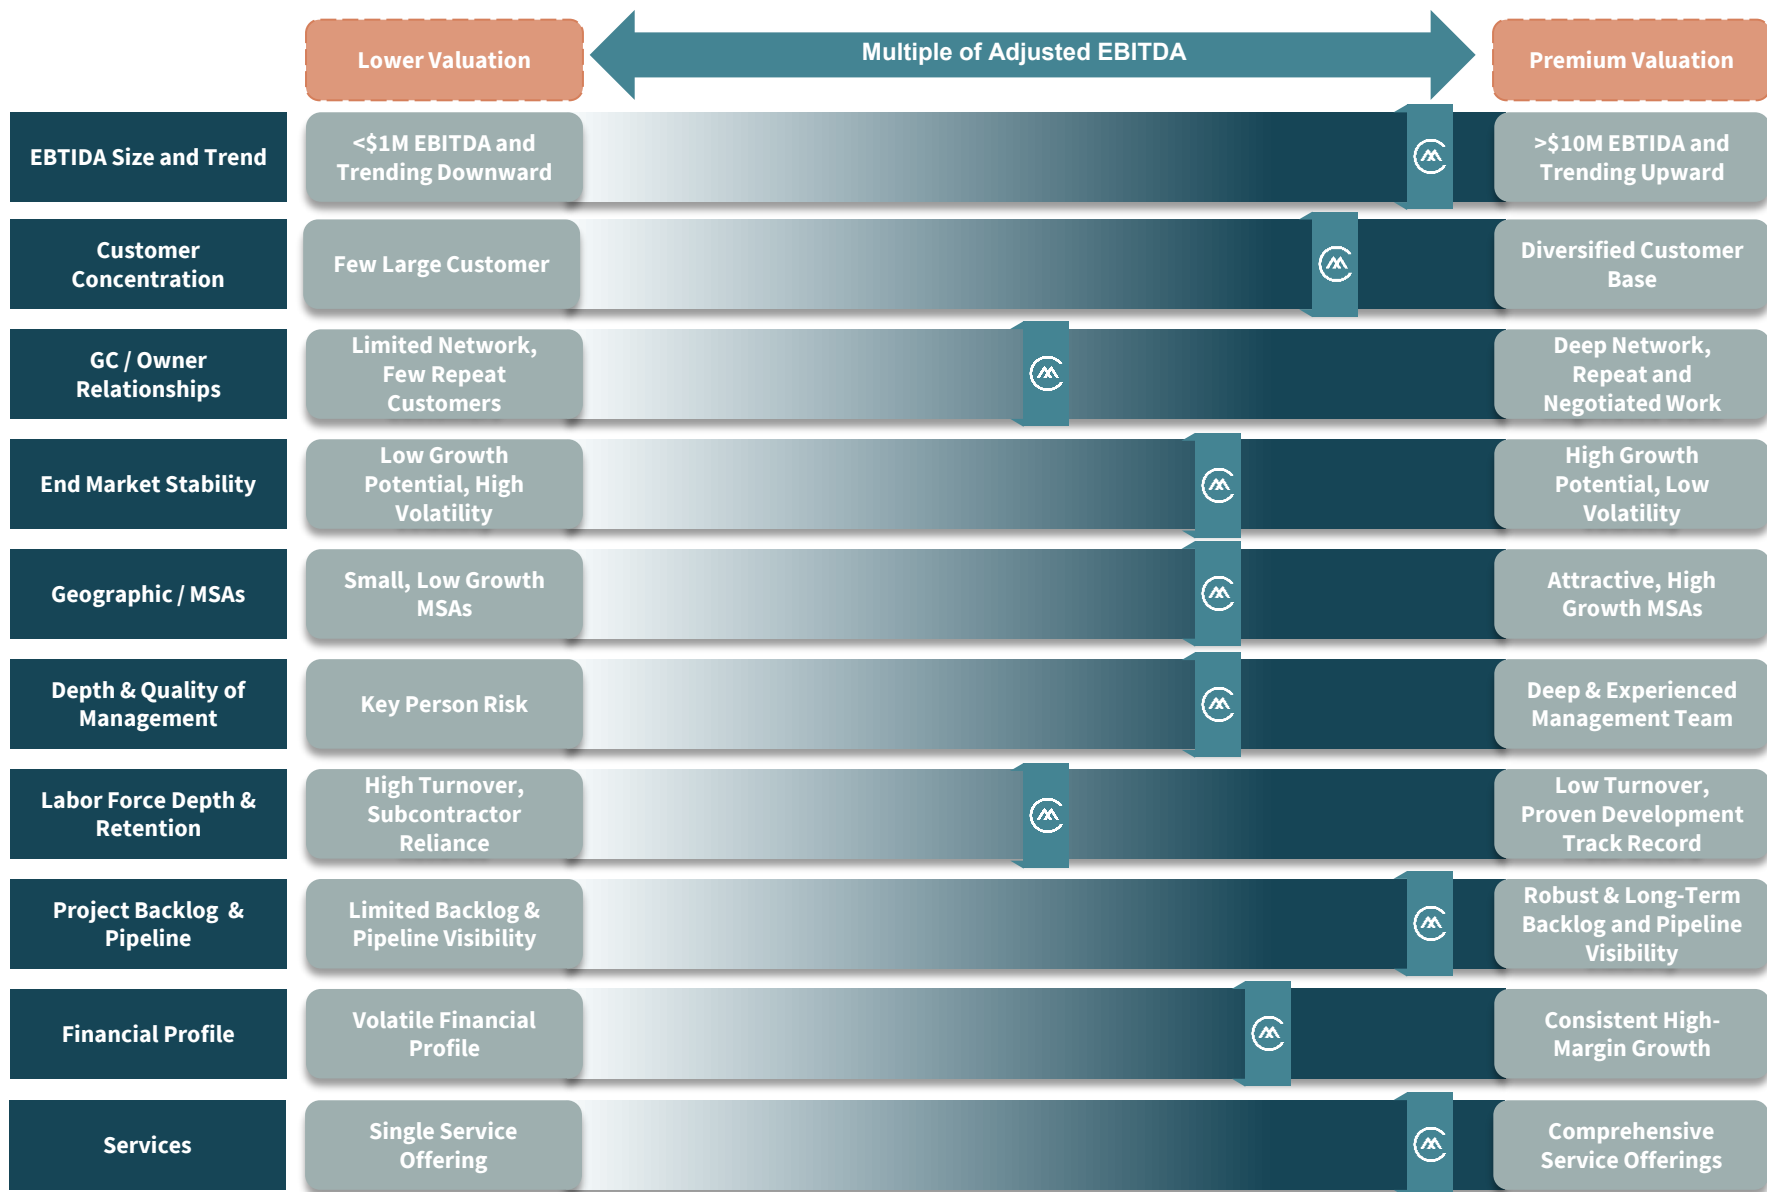 Lower Valuation
Multiple of Adjusted EBITDA
Premium Valuation
EBTIDA Size and Trend
<$1M EBITDA and
Trending Downward
>$10M EBTIDA and
Trending Upward
Customer
Concentration
Few Large Customer
Diversified Customer
Base
GC / Owner
Relationships
Limited Network,
Few Repeat
Customers
Deep Network,
Repeat and
Negotiated Work
End Market Stability
Low Growth
Potential, High
Volatility
High Growth
Potential, Low
Volatility
Geographic / MSAs
Small, Low Growth
MSAs
Attractive, High
Growth MSAs
Depth & Quality of
Management
Key Person Risk
Deep & Experienced
Management Team
Labor Force Depth &
Retention
High Turnover,
Subcontractor
Reliance
Low Turnover,
Proven Development
Track Record
Project Backlog &
Pipeline
Limited Backlog &
Pipeline Visibility
Robust & Long-Term
Backlog and Pipeline
Visibility
Financial Profile
Volatile Financial
Profile
Consistent High-
Margin Growth
Services
Single Service
Offering
Comprehensive
Service Offerings